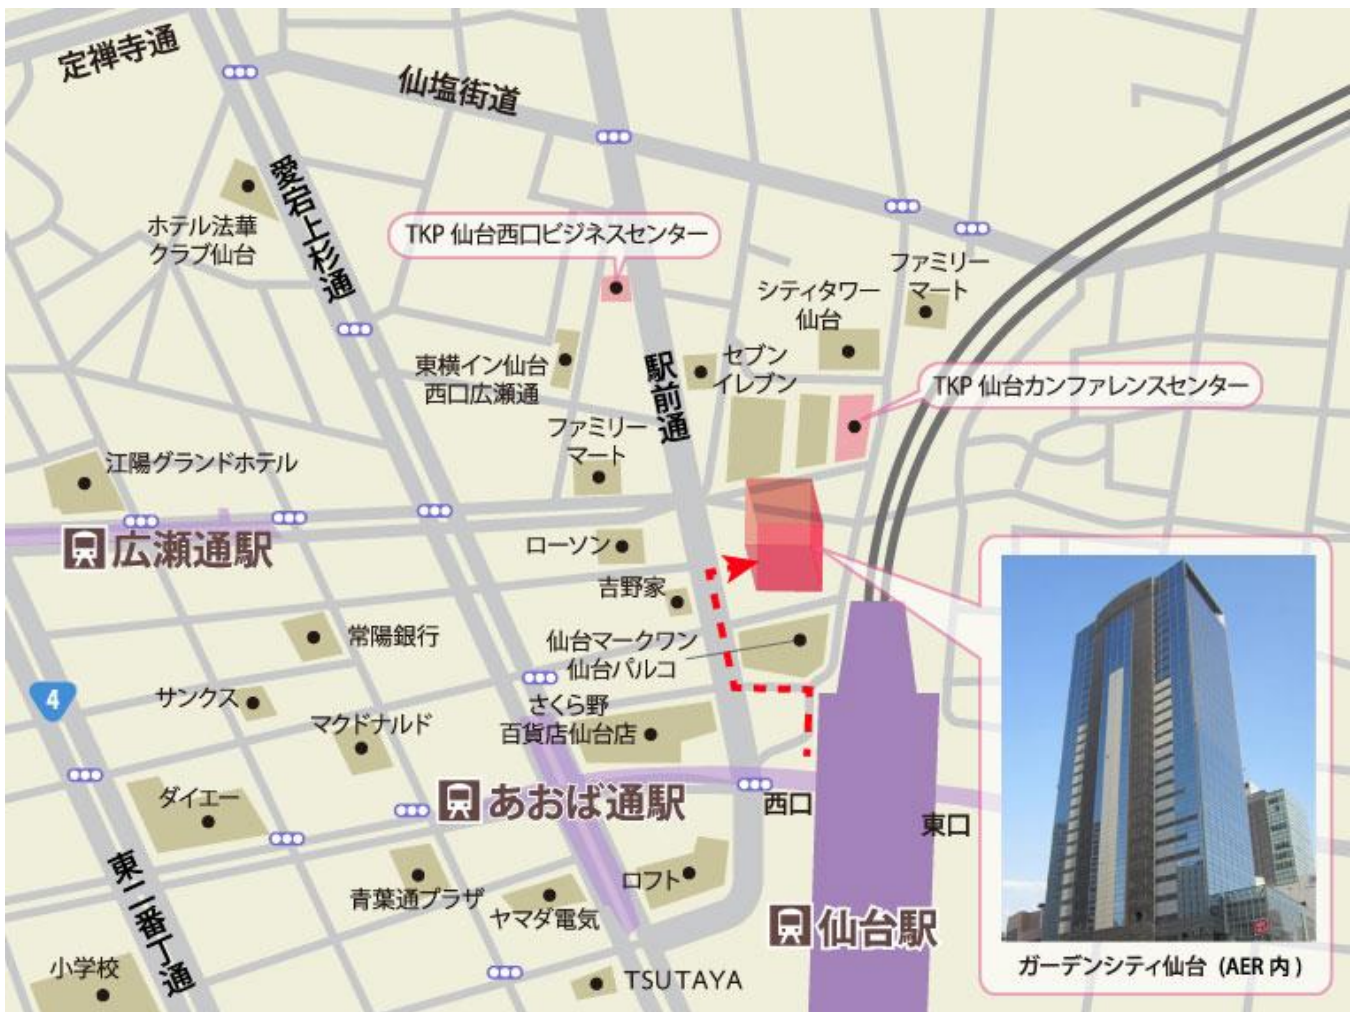 定禅寺通
仙塩街道
愛宕上杉通
ホテル法華
クラブ仙台
TKP 仙台西口ビジネスセンター
ファミリー
マート
シティタワー
仙台
東横イン仙台
西口広瀬通
駅前通
セブン
イレブン
TKP 仙台カンファレンスセンター
ファミリー
マート
江陽グランドホテル
広瀬通駅
ローソン
吉野家
常陽銀行
仙台マークワン
仙台パルコ
4
サンクス
マクドナルド
さくら野
百貨店仙台店
ダイエー
あおば通駅
西口
東口
東二番丁通
青葉通プラザ
ヤマダ電気
ロフト
仙台駅
小学校
TSUTAYA
ガーデンシティ仙台 (AER 内)